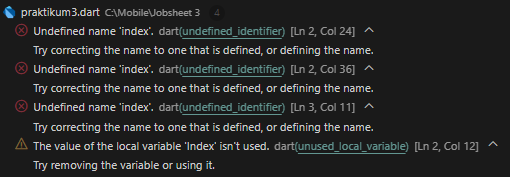 praktikum3.dart C:\Mobile\Jobsheet 3 4
Undefined name 'index'. dart(undefined_identifier) [Ln 2, Col 24]
Try correcting the name to one that is defined, or defining the name.
Undefined name 'index'. dart(undefined_identifier) [Ln 2, Col 36]
Try correcting the name to one that is defined, or defining the name.
Undefined name 'index'. dart(undefined_identifier) [Ln 3, Col 11]
Try correcting the name to one that is defined, or defining the name.
The value of the local variable 'Index' isn't used. dart(unused_local_variable) [Ln 2, Col 12]
Try removing the variable or using it.